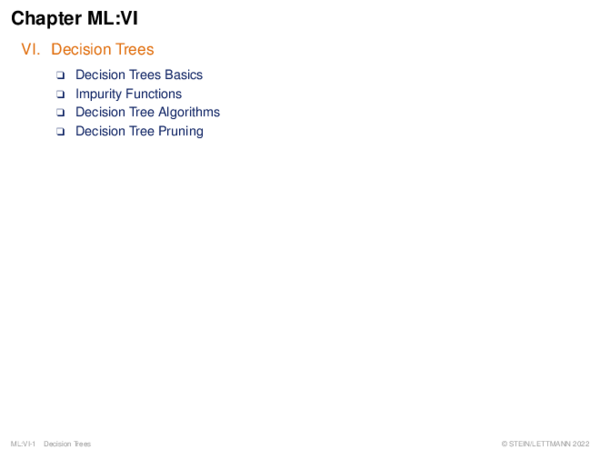 Chapter ML:VI
VI. Decision Trees
❑ Decision Trees Basics
❑ Impurity Functions
❑ Decision Tree Algorithms
❑ Decision Tree Pruning
ML:VI-1 Decision Trees © STEIN/LETTMANN 2022